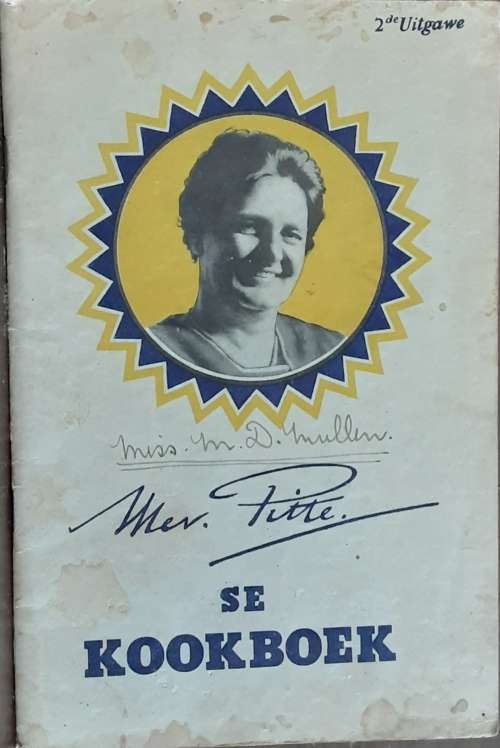 2de Uitgawe
Miss. M. D. Mullen.
Mev. Pitte.
SE
KOOKBOEK